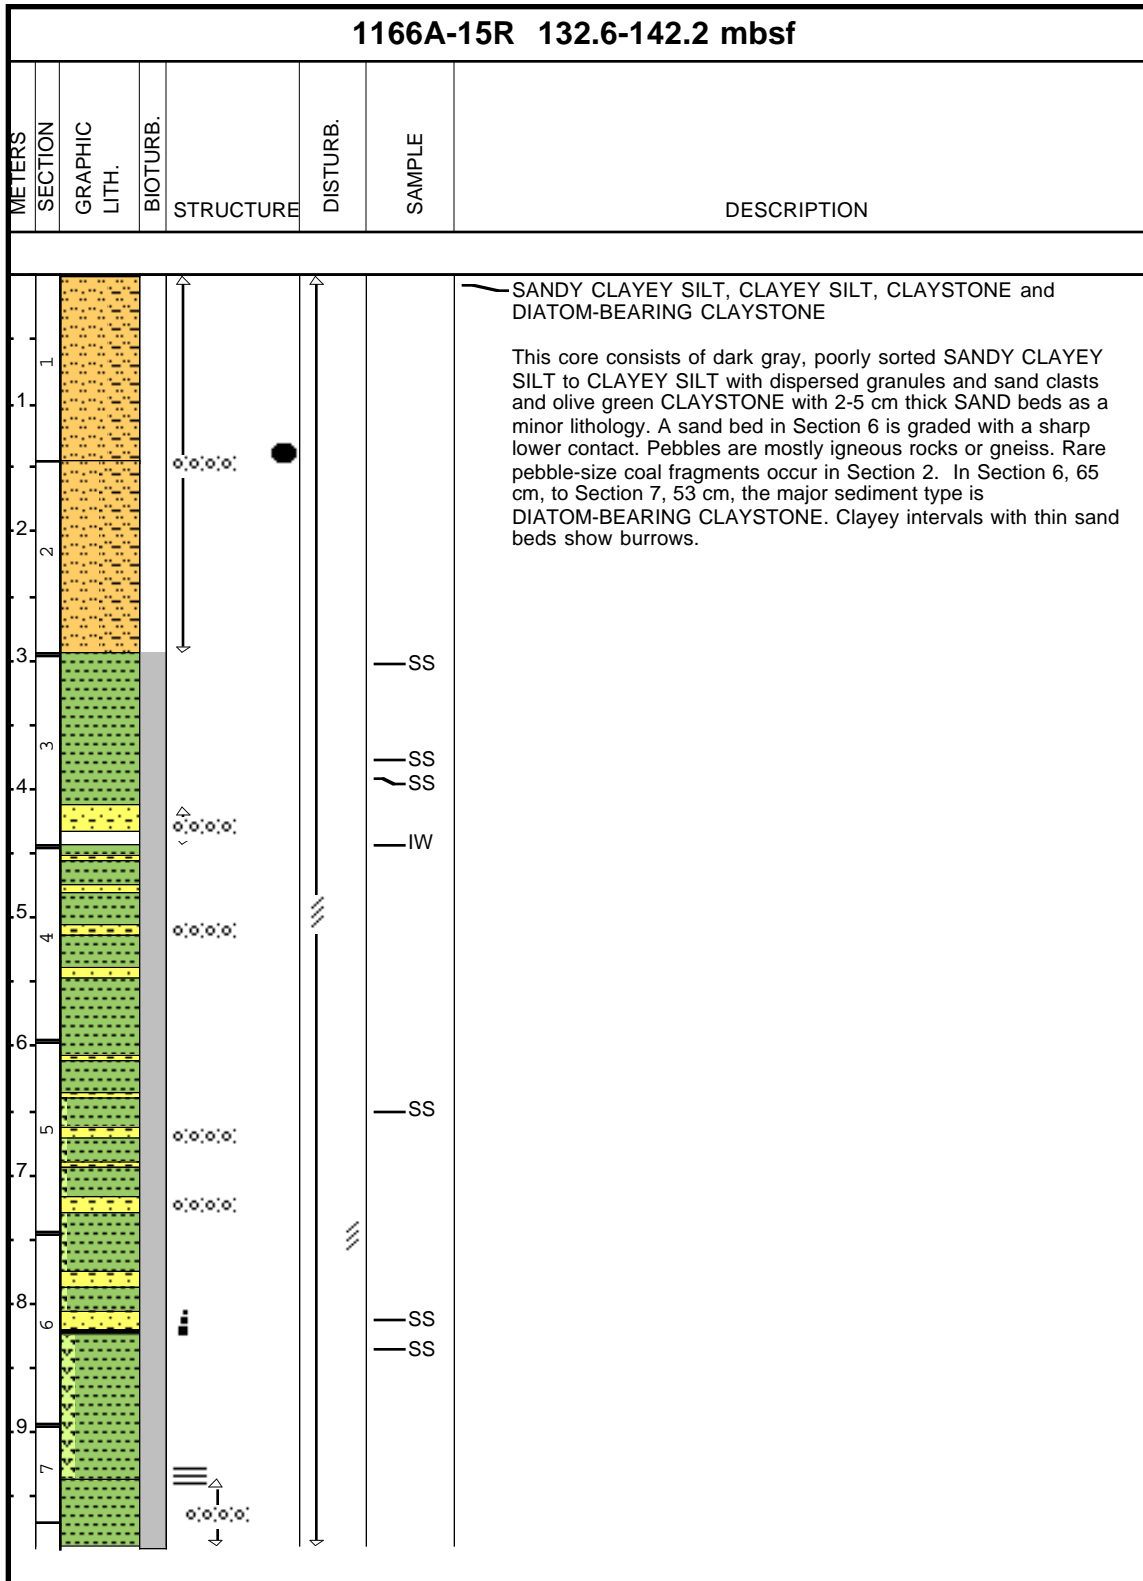 1166A-15R 132.6-142.2 mbsf
METERS
SECTION
GRAPHIC
LITH.
BIOTURB.
STRUCTURE
DISTURB.
SAMPLE
DESCRIPTION
SANDY CLAYEY SILT, CLAYEY SILT, CLAYSTONE and
DIATOM-BEARING CLAYSTONE
This core consists of dark gray, poorly sorted SANDY CLAYEY
SILT to CLAYEY SILT with dispersed granules and sand clasts
and olive green CLAYSTONE with 2-5 cm thick SAND beds as a
minor lithology. A sand bed in Section 6 is graded with a sharp
lower contact. Pebbles are mostly igneous rocks or gneiss. Rare
pebble-size coal fragments occur in Section 2. In Section 6, 65
cm, to Section 7, 53 cm, the major sediment type is
DIATOM-BEARING CLAYSTONE. Clayey intervals with thin sand
beds show burrows.
1
1
2
2
3
SS
3
SS
4
SS
IW
5
4
6
SS
5
7
8
6
SS
SS
9
7